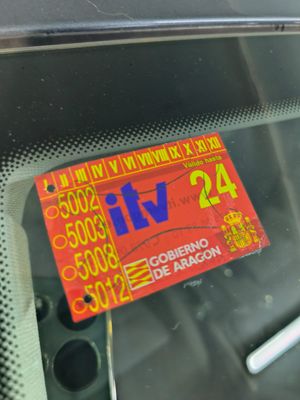 I II III IV V VI VII VIII IX X XI XII
Válido hasta
24
5002
5003
5008
5012
itv
GOBIERNO
DE ARAGON